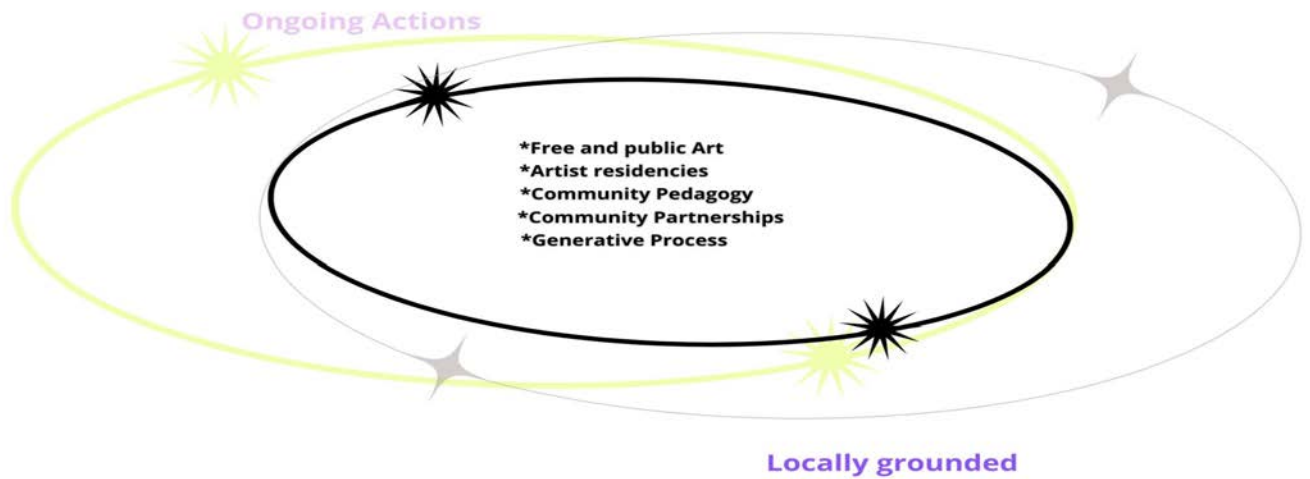 Ongoing Actions
*Free and public Art
*Artist residencies
*Community Pedagogy
*Community Partnerships
*Generative Process
Locally grounded